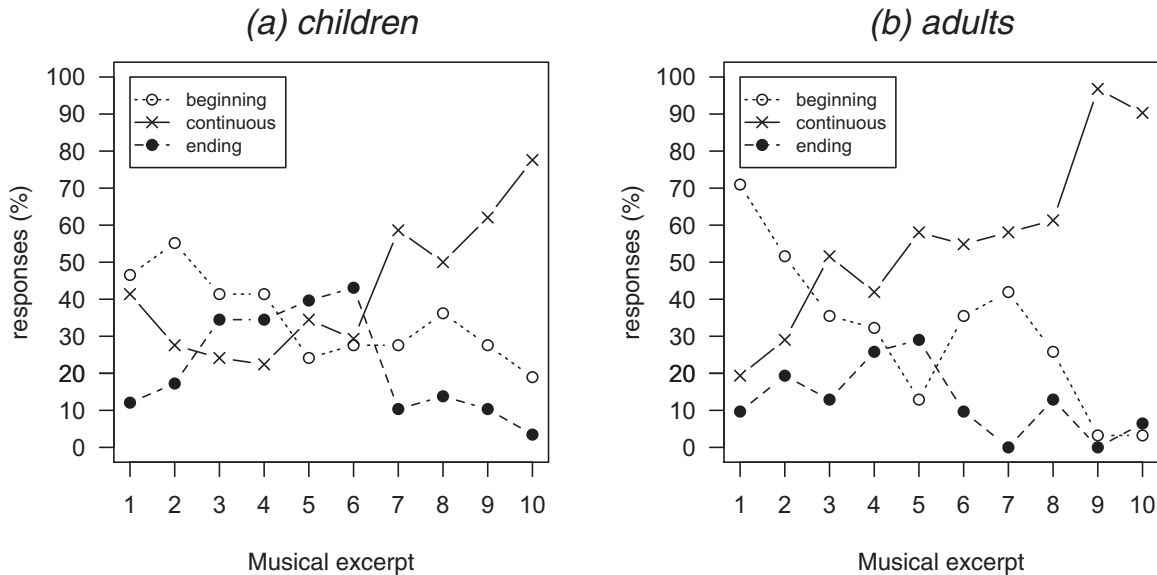 (a) children
responses (%)
100
90
80
70
60
50
40
30
20
10
0
beginning
continuous
ending
1 2 3 4 5 6 7 8 9 10
Musical excerpt
(b) adults
responses (%)
100
90
80
70
60
50
40
30
20
10
0
beginning
continuous
ending
1 2 3 4 5 6 7 8 9 10
Musical excerpt